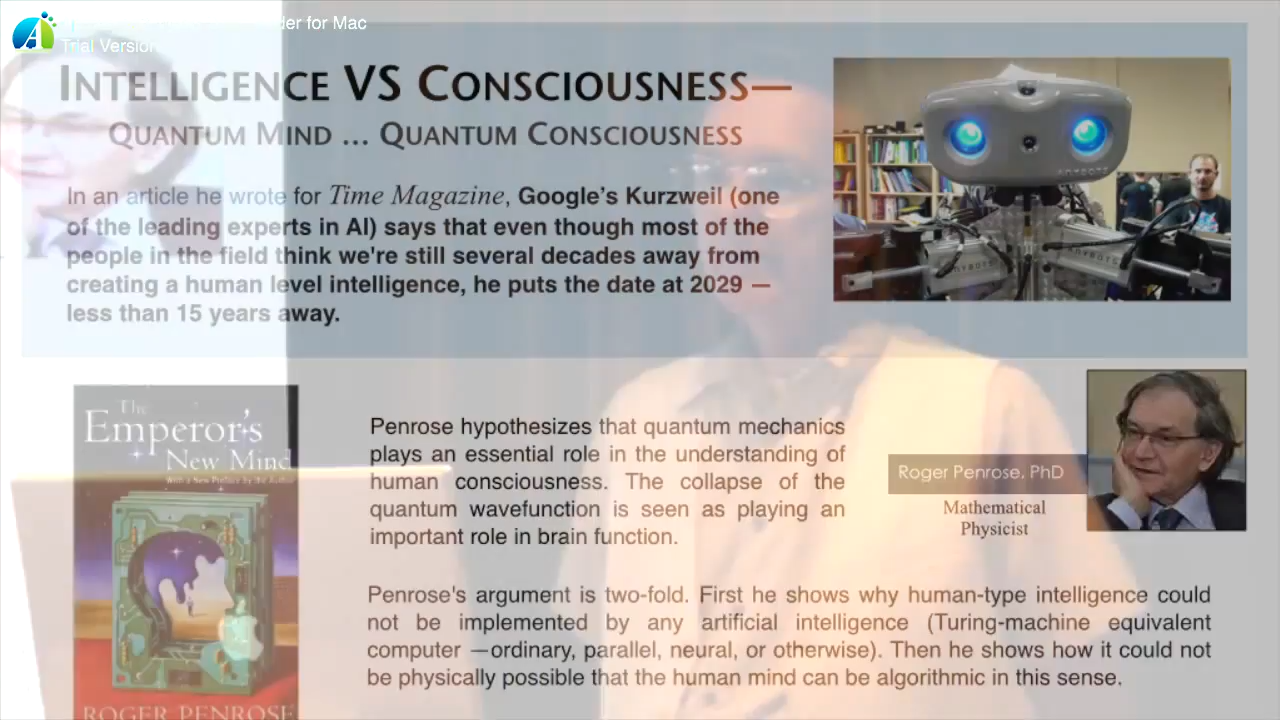 der for Mac
Trial Version
INTELLIGENCE VS CONSCIOUSNESS—
QUANTUM MIND ... QUANTUM CONSCIOUSNESS
In an article he wrote for Time Magazine, Google's Kurzweil (one
of the leading experts in AI) says that even though most of the
people in the field think we're still several decades away from
creating a human level intelligence, he puts the date at 2029 —
less than 15 years away.
ANYBOTS
The
Emperor's
New Mind
With a New Preface by the Author
ROGER PENROSE
Penrose hypothesizes that quantum mechanics
plays an essential role in the understanding of
human consciousness. The collapse of the
quantum wavefunction is seen as playing an
important role in brain function.
Roger Penrose, PhD
Mathematical
Physicist
Penrose's argument is two-fold. First he shows why human-type intelligence could
not be implemented by any artificial intelligence (Turing-machine equivalent
computer —ordinary, parallel, neural, or otherwise). Then he shows how it could not
be physically possible that the human mind can be algorithmic in this sense.